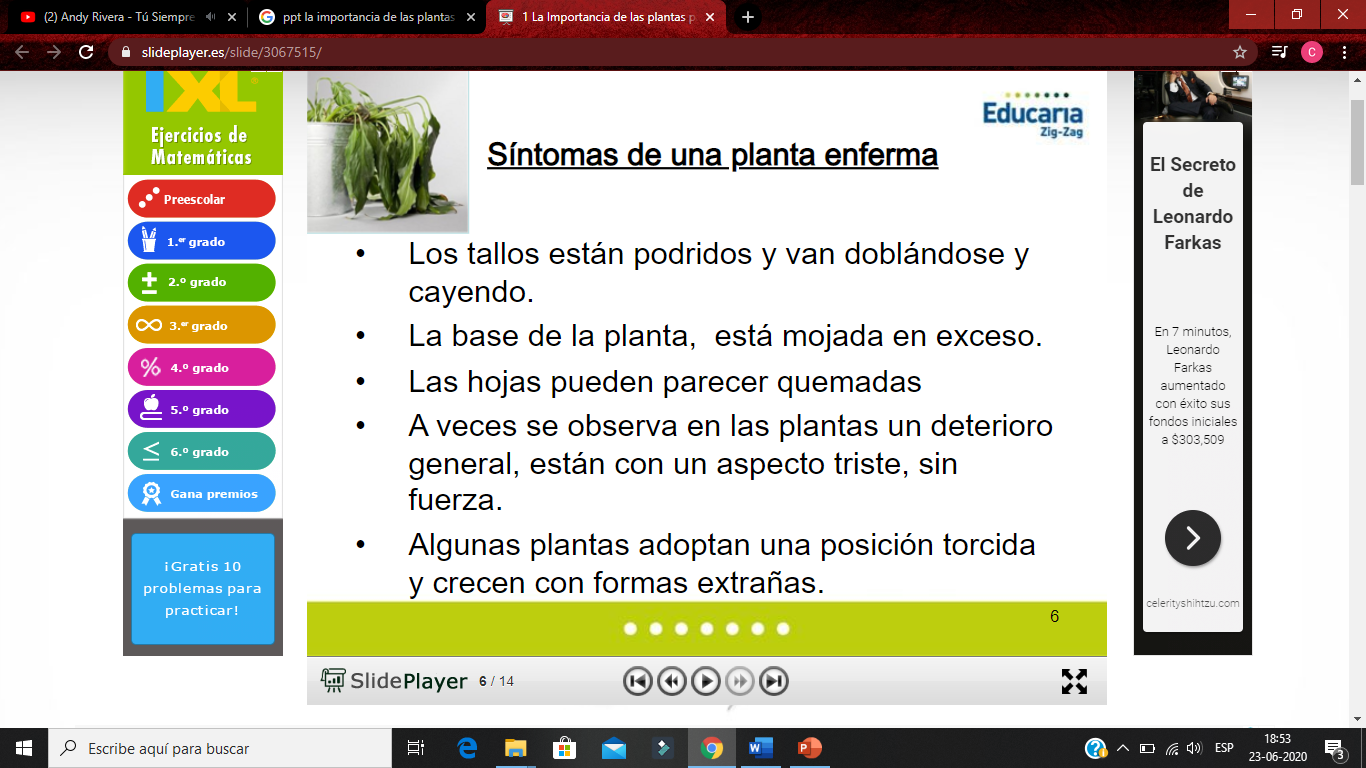 (2) Andy Rivera - Tú Siempre
ppt la importancia de las plantas
1 La Importancia de las plantas p
slideplayer.es/slide/3067515/
C
IXL
Ejercicios de
Matemáticas
Preescolar
1.er grado
2.º grado
3.er grado
4.º grado
5.º grado
6.º grado
Gana premios
¡Gratis 10
problemas para
practicar!
Educaria
Zig-Zag
Síntomas de una planta enferma
• Los tallos están podridos y van doblándose y
cayendo.
• La base de la planta, está mojada en exceso.
• Las hojas pueden parecer quemadas
• A veces se observa en las plantas un deterioro
general, están con un aspecto triste, sin
fuerza.
• Algunas plantas adoptan una posición torcida
y crecen con formas extrañas.
6
SlidePlayer 6 / 14
El Secreto
de
Leonardo
Farkas
En 7 minutos,
Leonardo
Farkas
aumentado
con éxito sus
fondos iniciales
a $303,509
celerityshihtzu.com
Escribe aquí para buscar
ESP
18:53
23-06-2020
3